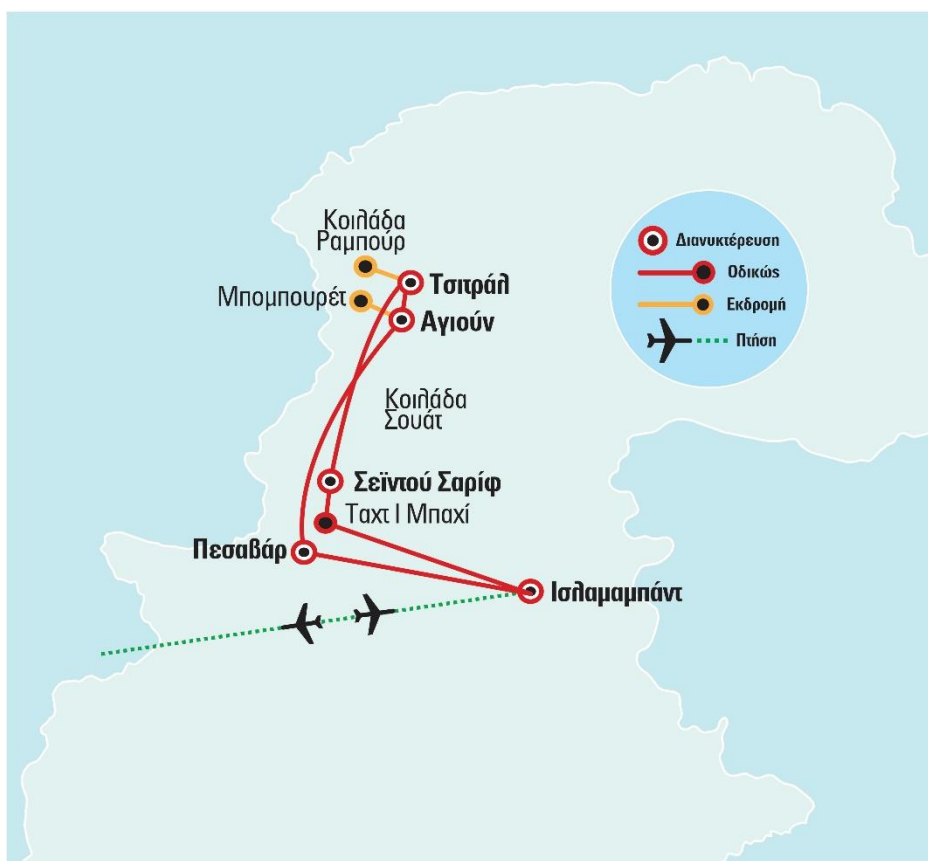 Κοιλάδα
Ραμπούρ
Τσιτράλ
Μπομπουρέτ
Αγιούν
Κοιλάδα
Σουάτ
Σεϊντού Σαρίφ
Ταχτ Ι Μπαχί
Πεσαβάρ
Ισλαμαμπάντ
Διανυκτέρευση
Οδικώς
Εκδρομή
Πτήση